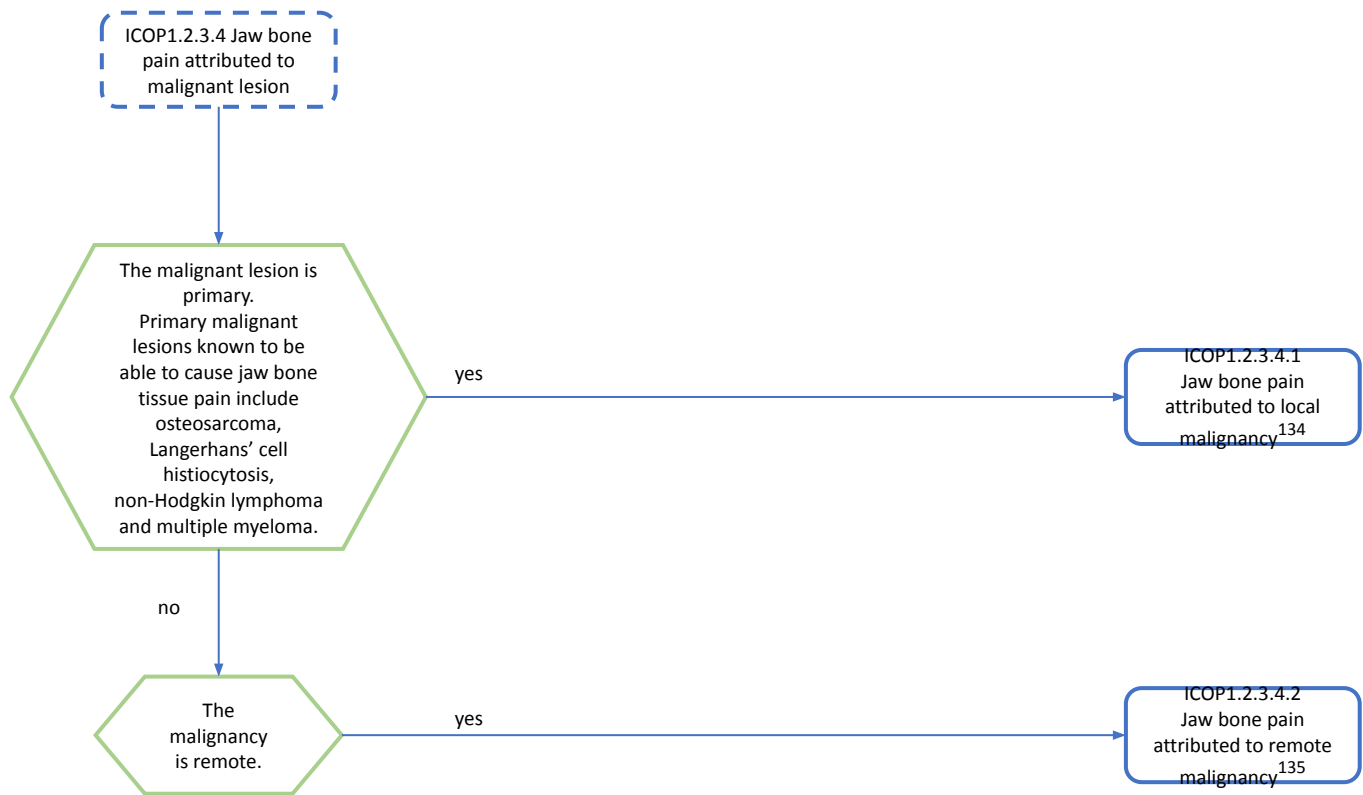 ICOP1.2.3.4 Jaw bone
pain attributed to
malignant lesion
The malignant lesion is
primary.
Primary malignant
lesions known to be
able to cause jaw bone
tissue pain include
osteosarcoma,
Langerhans’ cell
histiocytosis,
non-Hodgkin lymphoma
and multiple myeloma.
yes
ICOP1.2.3.4.1
Jaw bone pain
attributed to local
malignancy134
no
The
malignancy
is remote.
yes
ICOP1.2.3.4.2
Jaw bone pain
attributed to remote
malignancy135